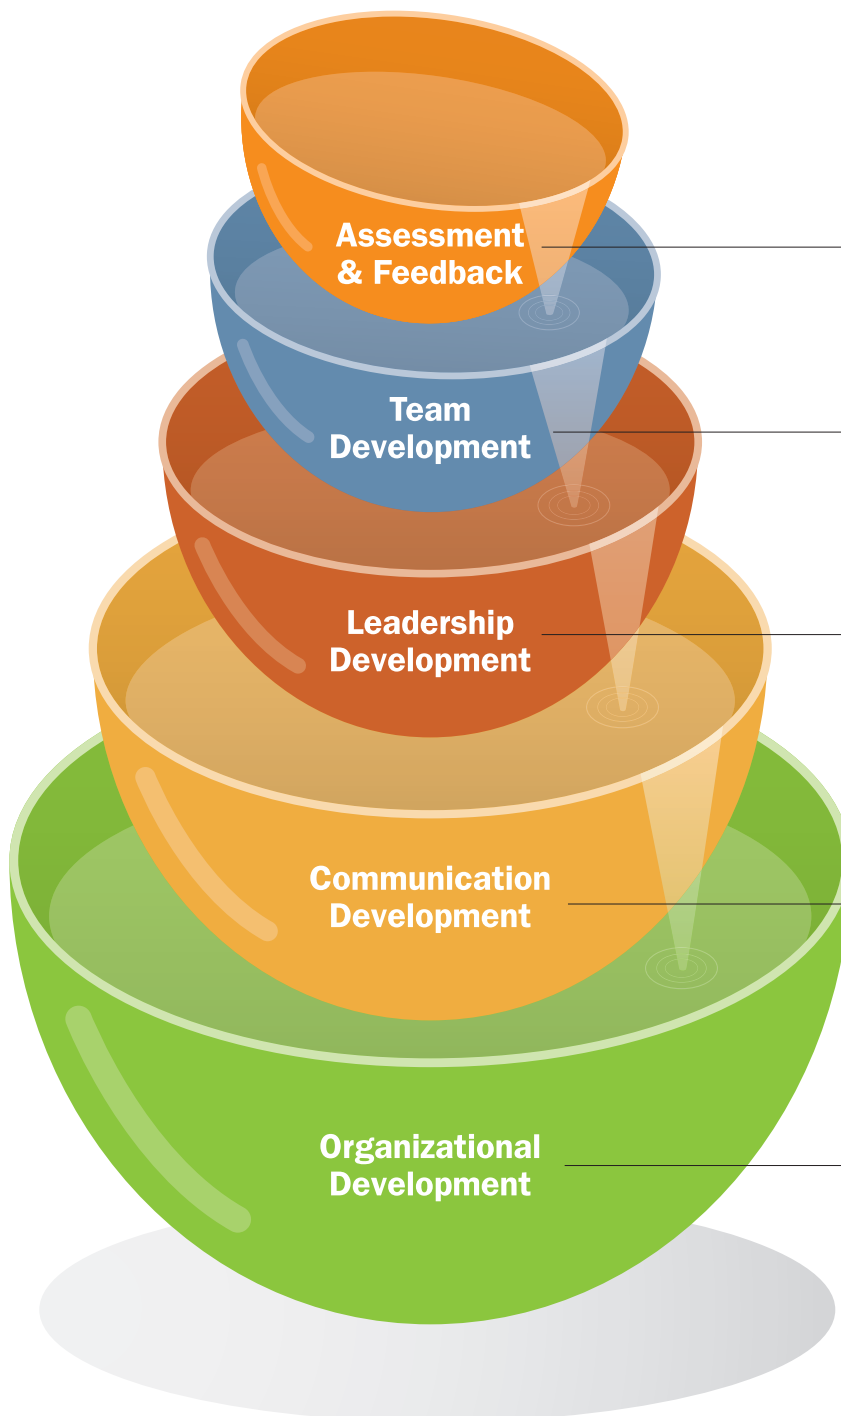 Assessment
& Feedback
Team
Development
Leadership
Development
Communication
Development
Organizational
Development